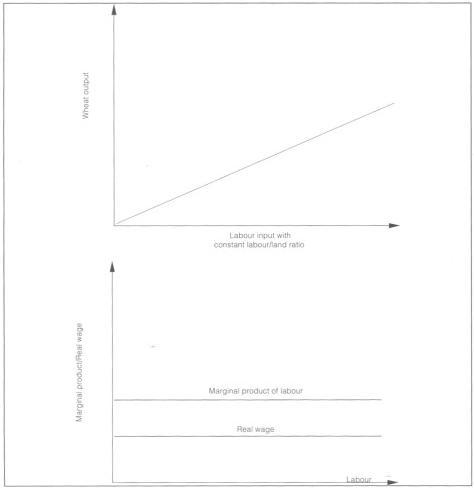 Wheat output
Labour input with
constant labour/land ratio
Marginal product/Real wage
Marginal product of labour
Real wage
Labour